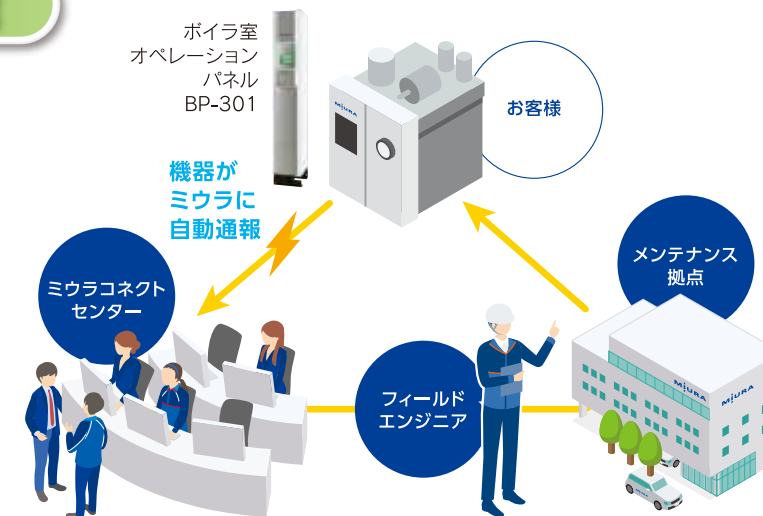 ボイラ室
オペレーション
パネル
BP-301
MIURA
お客様
機器が
ミウラに
自動通報
ミウラコネクト
センター
メンテナンス
拠点
フィールド
エンジニア
MIURA
MIURA